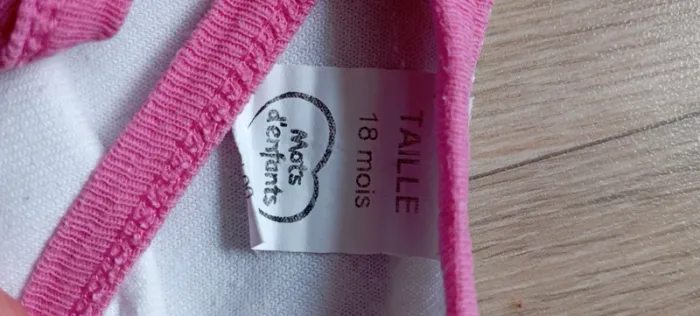 TAILLE
18 mois
Mots
d'enfants